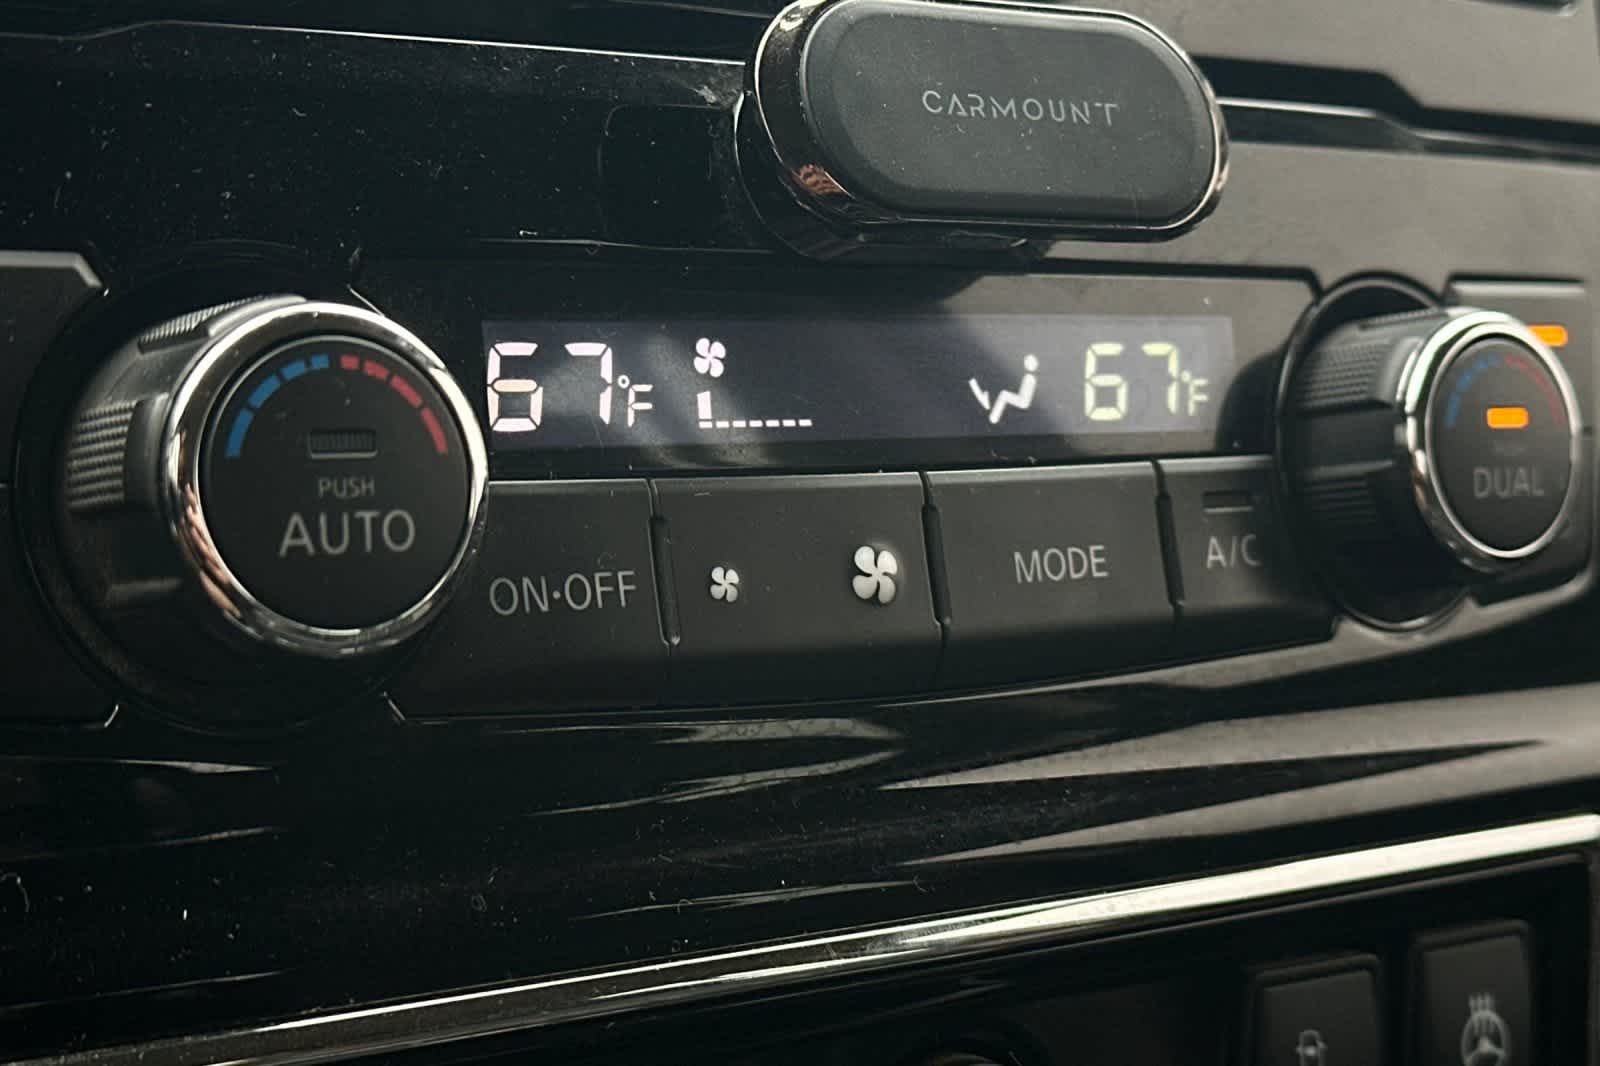 CARMOUNT
67°F
67°F
PUSH
AUTO
ON•OFF
MODE
A/C
DUAL